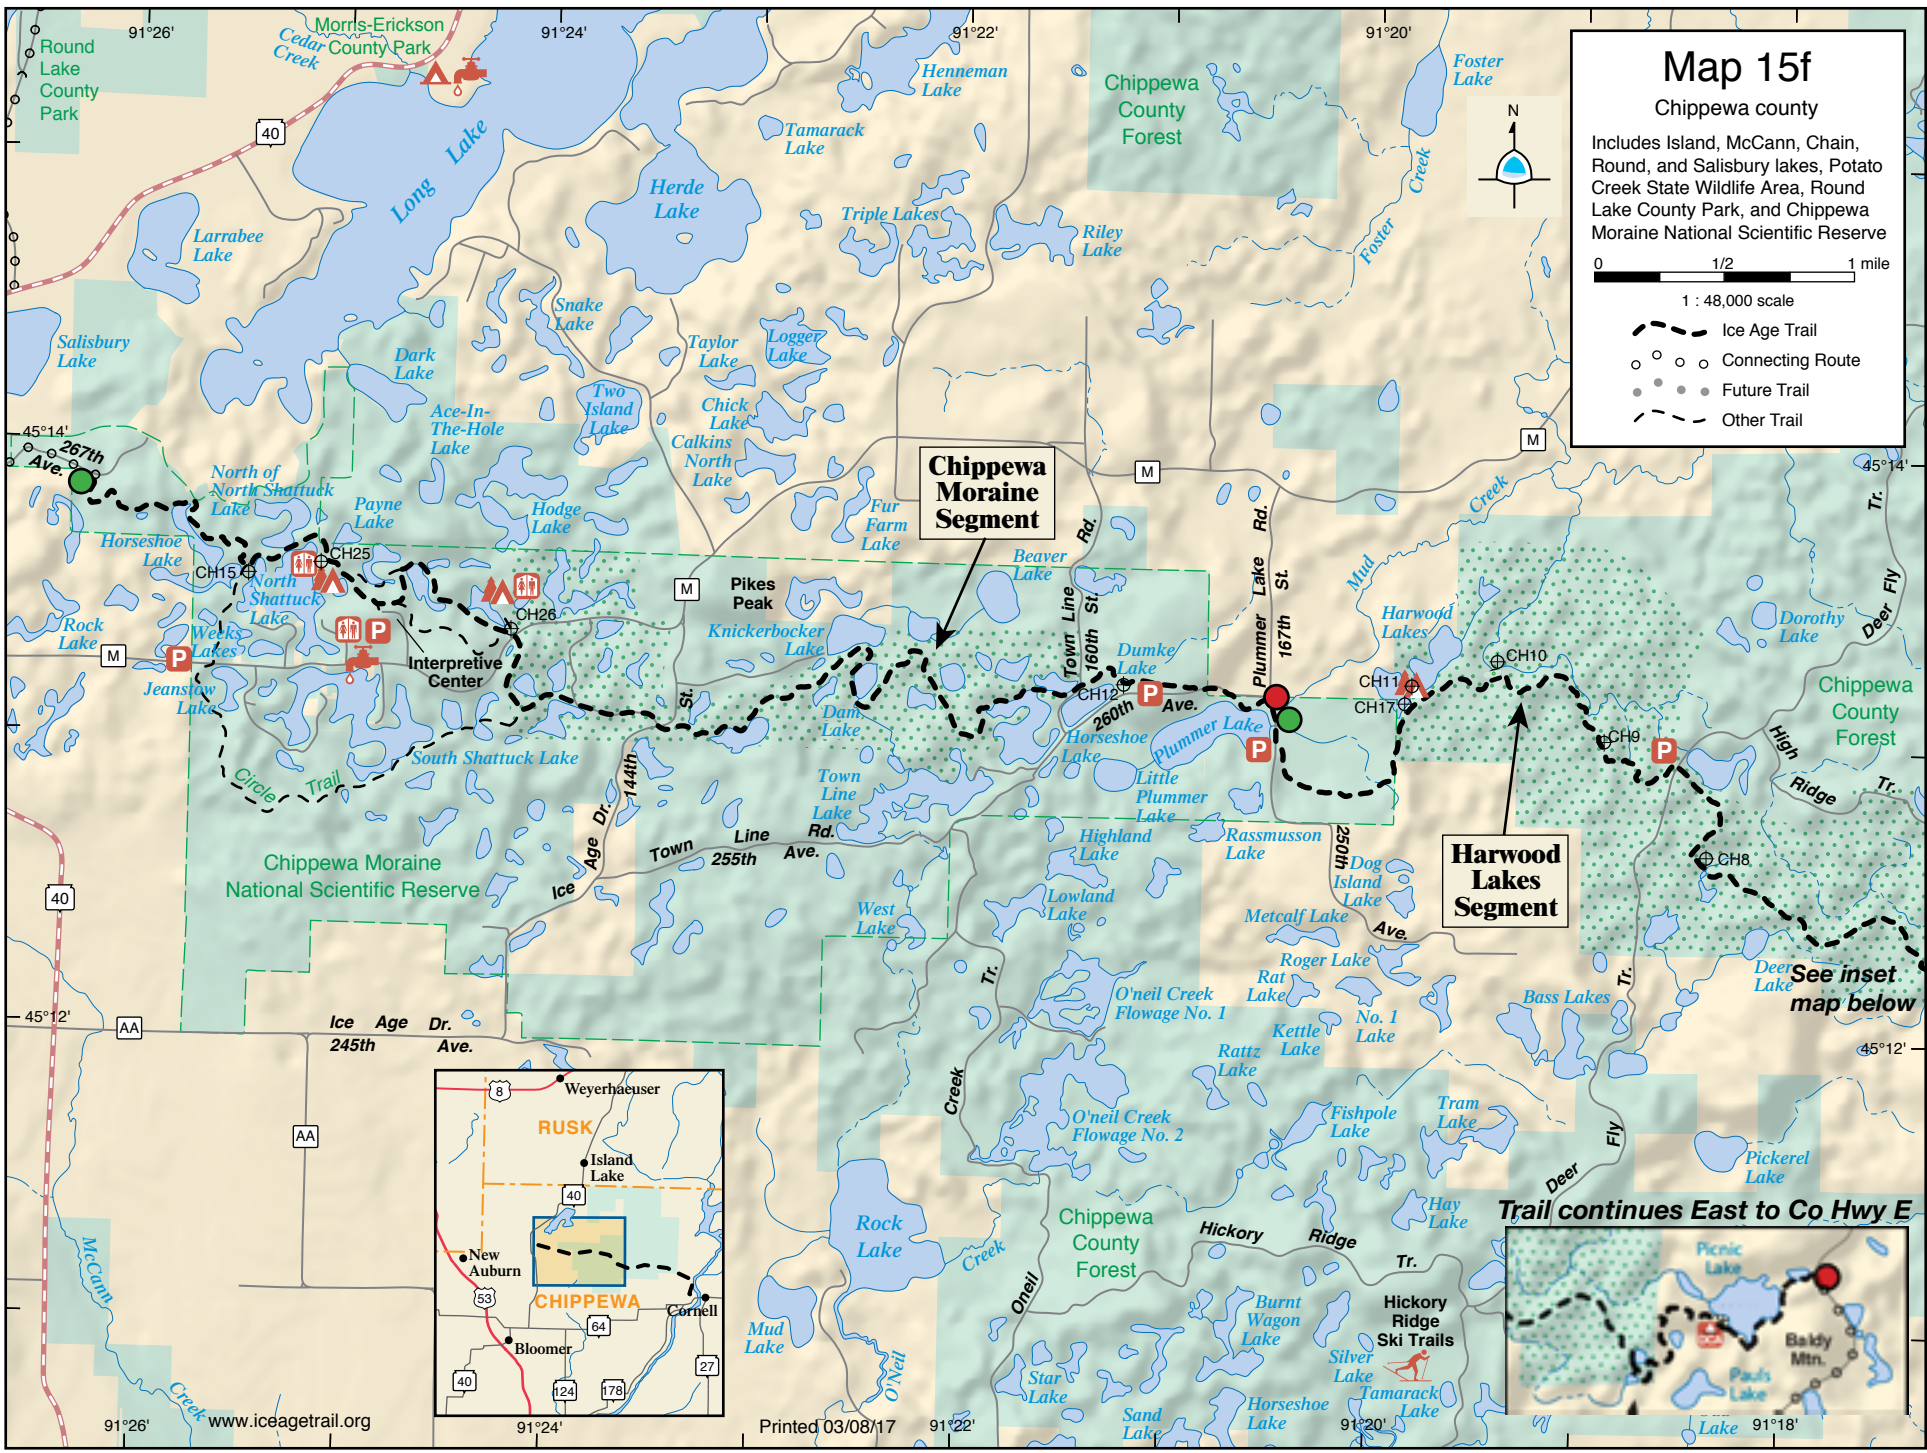 91°26'
91°24'
91°22'
91°20'
Morris-Erickson
County Park
Cedar
Creek
Round
Lake
County
Park
40
Long Lake
Henneman
Lake
Tamarack
Lake
Herde
Lake
Triple Lakes
Riley
Lake
Chippewa
County
Forest
Foster
Lake
Foster Creek
N
Map 15f
Chippewa county
Includes Island, McCann, Chain,
Round, and Salisbury lakes, Potato
Creek State Wildlife Area, Round
Lake County Park, and Chippewa
Moraine National Scientific Reserve
0 1/2 1 mile
1 : 48,000 scale
Ice Age Trail
Connecting Route
Future Trail
Other Trail
Larrabee
Lake
Salisbury
Lake
Snake
Lake
Dark
Lake
Taylor
Lake
Logger
Lake
Two
Island
Lake
Ace-In-
The-Hole
Lake
Chick
Lake
Calkins
North
Lake
45°14'
267th
Ave.
North of
North Shattuck
Lake
Payne
Lake
Hodge
Lake
Fur
Farm
Lake
Chippewa
Moraine
Segment
M
M
Mud Creek
45°14'
Horseshoe
Lake
CH15
CH25
North
Shattuck
Lake
CH26
M
Pikes
Peak
Knickerbocker
Lake
Beaver
Lake
Town Line Rd.
160th St.
Plummer Lake Rd.
167th St.
Harwood
Lakes
Dorothy
Lake
Deer Fly Tr.
Rock
Lake
M
P
Weeks
Lakes
P
Interpretive
Center
Jeanstow
Lake
Dumke
Lake
CH12
P
260th Ave.
CH11
CH17
CH10
CH9
P
Chippewa
County
Forest
High Ridge Tr.
St.
144th
Dam
Lake
Horseshoe
Lake
Plummer Lake
P
Little
Plummer
Lake
South Shattuck Lake
Circle Trail
Town
Line
Lake
Ice Age Dr.
Town Line Rd.
255th Ave.
Highland
Lake
Rassmusson
Lake
250th
Ave.
Dog
Island
Lake
Harwood
Lakes
Segment
CH8
Chippewa Moraine
National Scientific Reserve
40
West
Lake
Lowland
Lake
Metcalf Lake
Roger Lake
Rat
Lake
No. 1
Lake
Kettle
Lake
Rattz
Lake
Bass Lakes
Tr.
Deer
Lake
See inset
map below
45°12'
AA
Ice Age Dr.
245th Ave.
Tr.
O'neil Creek
Flowage No. 1
45°12'
AA
Creek
O'neil Creek
Flowage No. 2
Fishpole
Lake
Tram
Lake
Fly
Deer
Pickerel
Lake
8
Weyerhaeuser
RUSK
Island
Lake
40
New
Auburn
53
CHIPPEWA
Cornell
64
Bloomer
40
124
178
27
McCann
Creek
Rock
Lake
Creek
O'Neil
Mud
Lake
Oneil
Chippewa
County
Forest
Hickory Ridge Tr.
Hay
Lake
Hickory
Ridge
Ski Trails
Burnt
Wagon
Lake
Silver
Lake
Tamarack
Lake
Star
Lake
Sand
Lake
Horseshoe
Lake
Trail continues East to Co Hwy E
Picnic
Lake
Baldy
Mtn.
Pauls
Lake
Lake
91°26'
www.iceagetrail.org
91°24'
Printed 03/08/17
91°22'
91°20'
91°18'